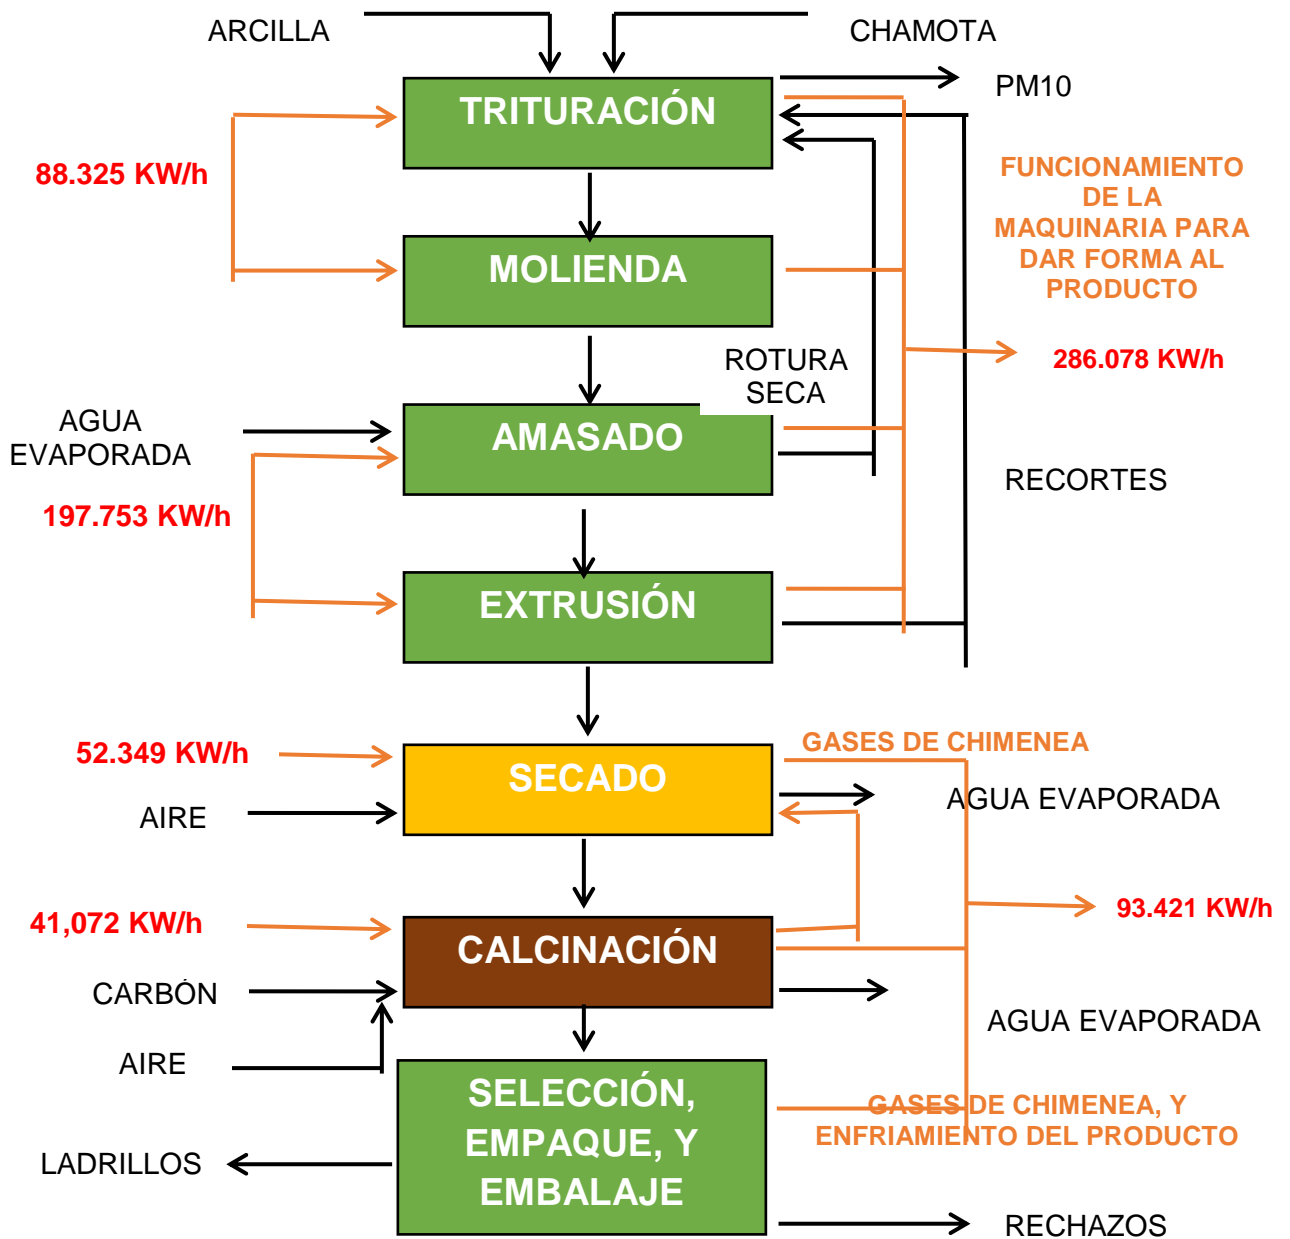 ARCILLA
CHAMOTA
TRITURACIÓN
PM10
88.325 KW/h
FUNCIONAMIENTO
DE LA
MAQUINARIA PARA
DAR FORMA AL
PRODUCTO
MOLIENDA
286.078 KW/h
ROTURA
SECA
AGUA
EVAPORADA
AMASADO
RECORTES
197.753 KW/h
EXTRUSIÓN
52.349 KW/h
GASES DE CHIMENEA
SECADO
AIRE
AGUA EVAPORADA
41,072 KW/h
93.421 KW/h
CALCINACIÓN
CARBÓN
AGUA EVAPORADA
AIRE
SELECCIÓN,
EMPAQUE, Y
EMBALAJE
GASES DE CHIMENEA, Y
ENFRIAMIENTO DEL PRODUCTO
LADRILLOS
RECHAZOS